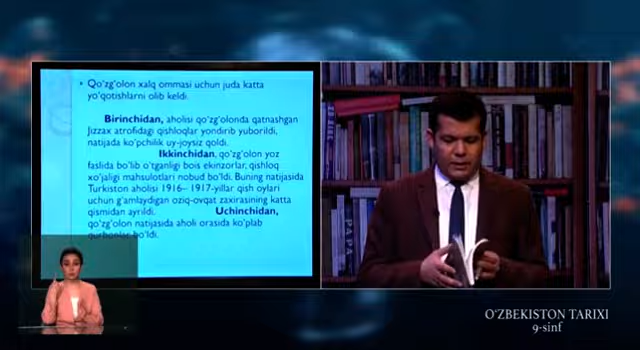 • Qo'zg'olon xalq ommasi uchun juda katta
yo'qotishlarni olib keldi.
Birinchidan, aholisi qo'zg'olonda qatnashgan
Jizzax atrofidagi qishloqlar yondirib yuborildi,
natijada ko'pchilik uy-joysiz qoldi.
Ikkinchidan, qo'zg'olon yoz
faslida bo'lib o'tganligi bois ekinzorlar, qishloq
xo'jaligi mahsulotlari nobud bo'ldi. Buning natijasida
Turkiston aholisi 1916– 1917-yillar qish oylari
uchun g'amlaydigan oziq-ovqat zaxirasining katta
qismidan ayrildi. Uchinchidan,
qo'zg'olon natijasida aholi orasida ko'plab
qurbonlar bo'ldi.
PAPA
O'ZBEKISTON TARIXI
9-sinf